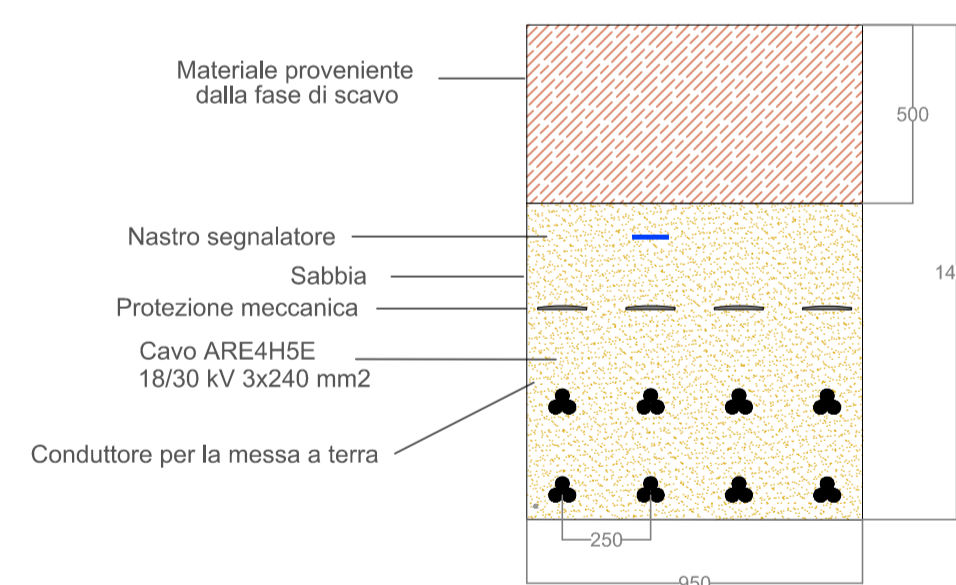 Materiale proveniente
dalla fase di scavo
500
Nastro segnalatore
Sabbia
14
Protezione meccanica
Cavo ARE4H5E
18/30 kV 3x240 mm2
Conduttore per la messa a terra
250
950